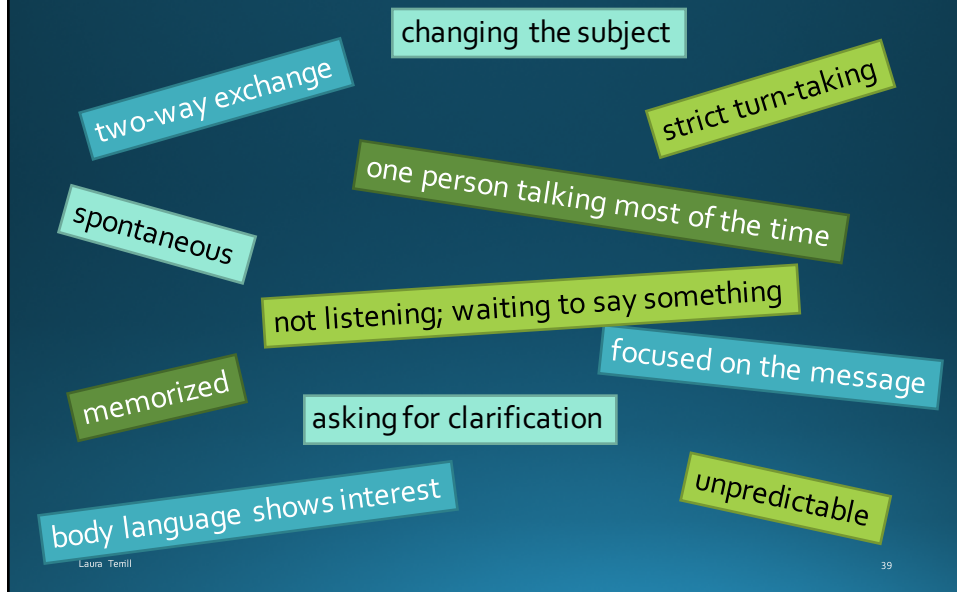 changing the subject
two-way exchange
strict turn-taking
one person talking most of the time
spontaneous
not listening; waiting to say something
focused on the message
memorized
asking for clarification
unpredictable
body language shows interest
Laura Terrill
39